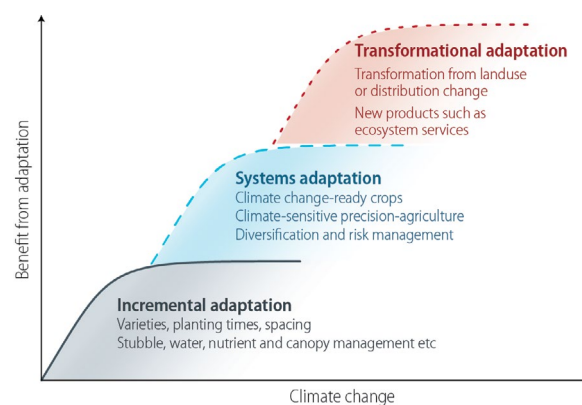 Transformational adaptation
Transformation from landuse
or distribution change
New products such as
ecosystem services
Systems adaptation
Climate change-ready crops
Climate-sensitive precision-agriculture
Diversification and risk management
Incremental adaptation
Varieties, planting times, spacing
Stubble, water, nutrient and canopy management etc
Benefit from adaptation
Climate change